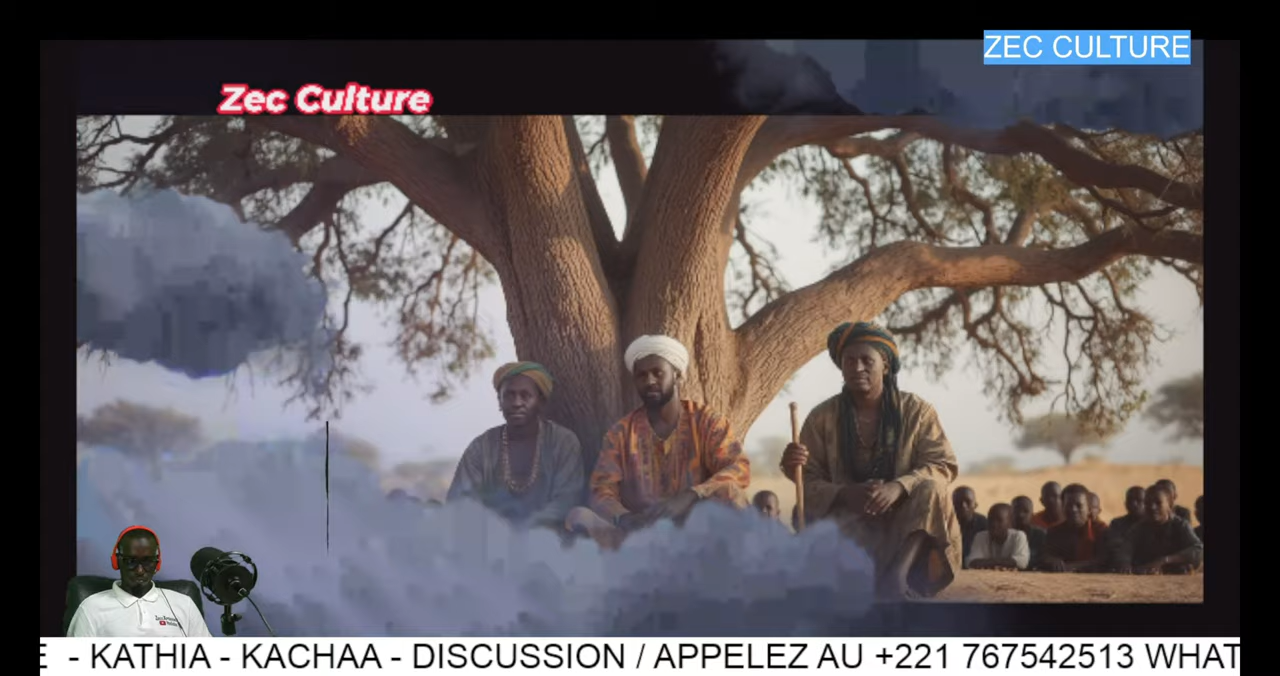 ZEC CULTURE
Zec Culture
- KATHIA - KACHAA - DISCUSSION / APPELEZ AU +221 767542513 WHAT